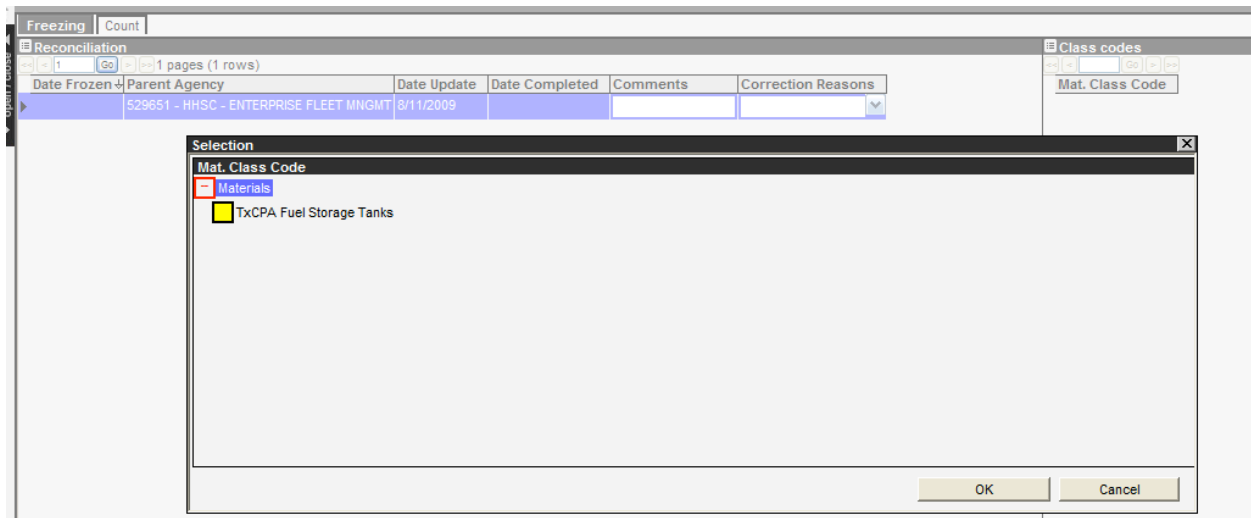 Freezing Count
Reconciliation
<< < 1 Go > >> 1 pages (1 rows)
Date Frozen Parent Agency Date Update Date Completed Comments Correction Reasons
529651 - HHSC - ENTERPRISE FLEET MNGMT 8/11/2009
Class codes
<< < Go > >>
Mat. Class Code
open / close
Selection
Mat. Class Code
Materials
TxCPA Fuel Storage Tanks
OK Cancel